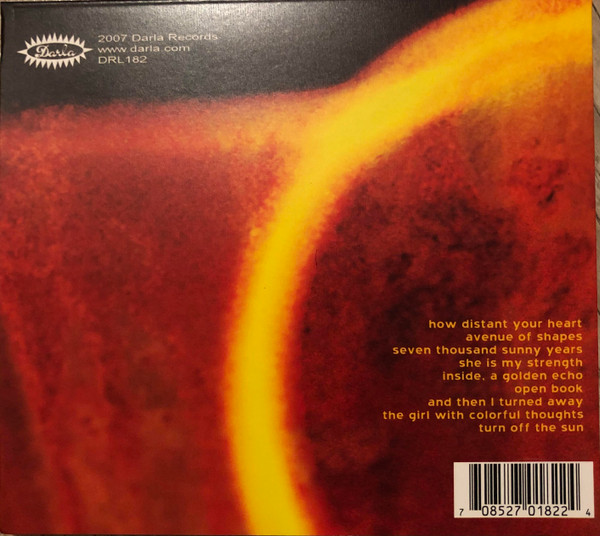 Darla
2007 Darla Records
www.darla.com
DRL182
how distant your heart
avenue of shapes
seven thousand sunny years
she is my strength
inside, a golden echo
open book
and then I turned away
the girl with colorful thoughts
turn off the sun
7 08527 01822 4